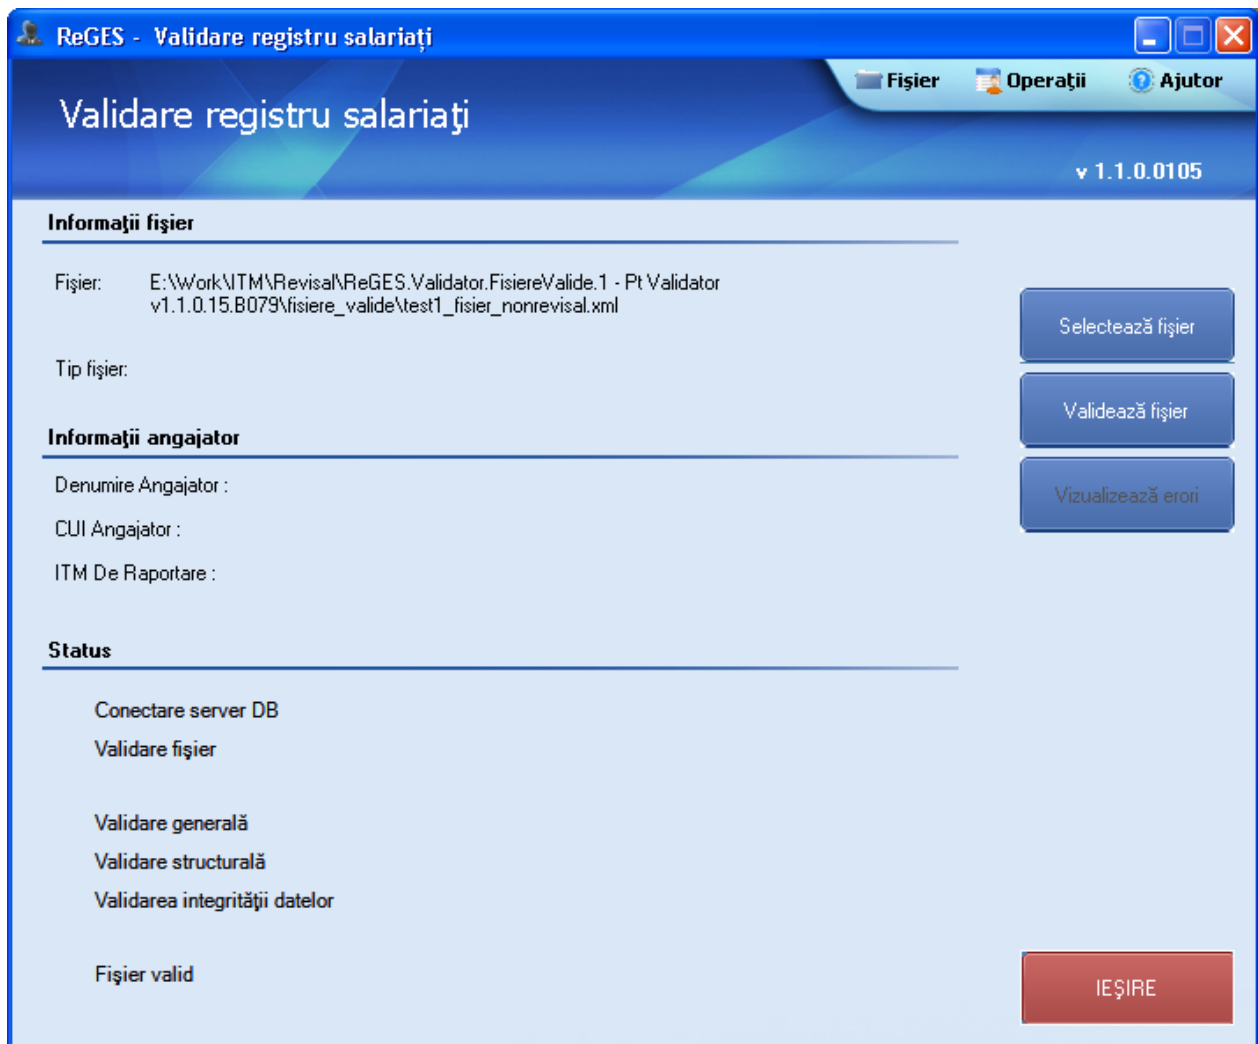 ReGES - Validare registru salariați
Fişier Operaţii Ajutor
Validare registru salariaţi
v 1.1.0.0105
Informaţii fişier
Fişier: E:\Work\ITM\Revisal\ReGES.Validator.FisiereValide.1 - Pt Validator
v1.1.0.15.B079\fisiere_valide\test1_fisier_nonrevisal.xml
Selectează fişier
Tip fişier:
Validează fişier
Informaţii angajator
Denumire Angajator :
Vizualizează erori
CUI Angajator :
ITM De Raportare :
Status
Conectare server DB
Validare fişier
Validare generală
Validare structurală
Validarea integrităţii datelor
Fişier valid
IEŞIRE